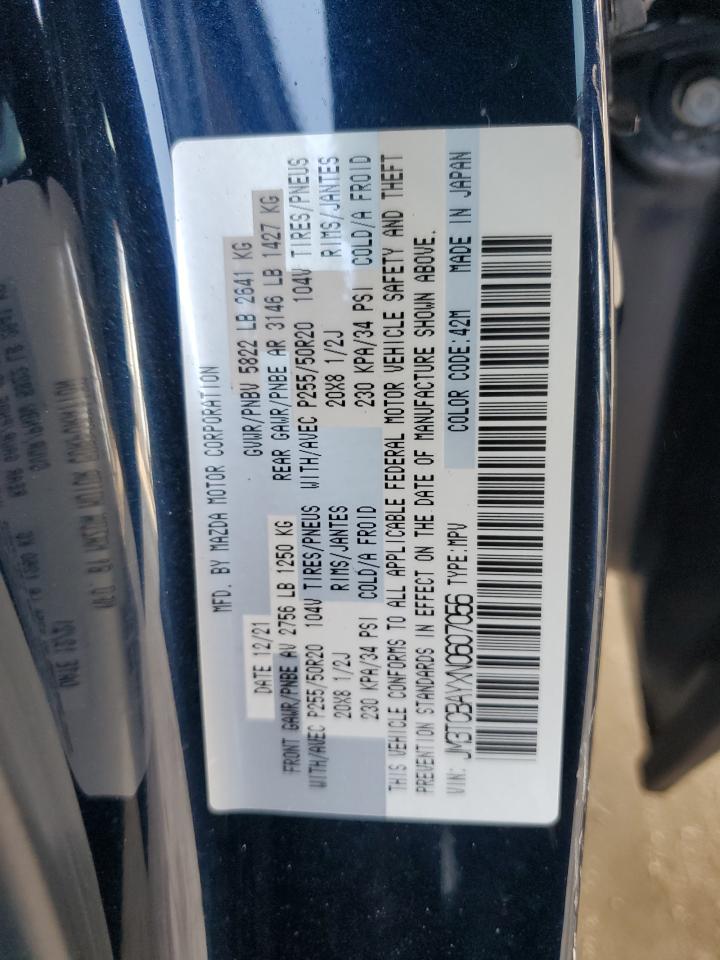 MFD. BY MAZDA MOTOR CORPORATION
DATE 12/21 GVWR/PNBV 5822 LB 2641 KG
FRONT GAWR/PNBE AV 2756 LB 1250 KG REAR GAWR/PNBE AR 3146 LB 1427 KG
WITH/AVEC P255/50R20 104V TIRES/PNEUS WITH/AVEC P255/50R20 104V TIRES/PNEUS
20X8 1/2J RIMS/JANTES 20X8 1/2J RIMS/JANTES
230 KPA/34 PSI COLD/A FROID 230 KPA/34 PSI COLD/A FROID
THIS VEHICLE CONFORMS TO ALL APPLICABLE FEDERAL MOTOR VEHICLE SAFETY AND THEFT
PREVENTION STANDARDS IN EFFECT ON THE DATE OF MANUFACTURE SHOWN ABOVE.
VIN: JM3TCBAYXN0607056 TYPE:MPV COLOR CODE:42M MADE IN JAPAN